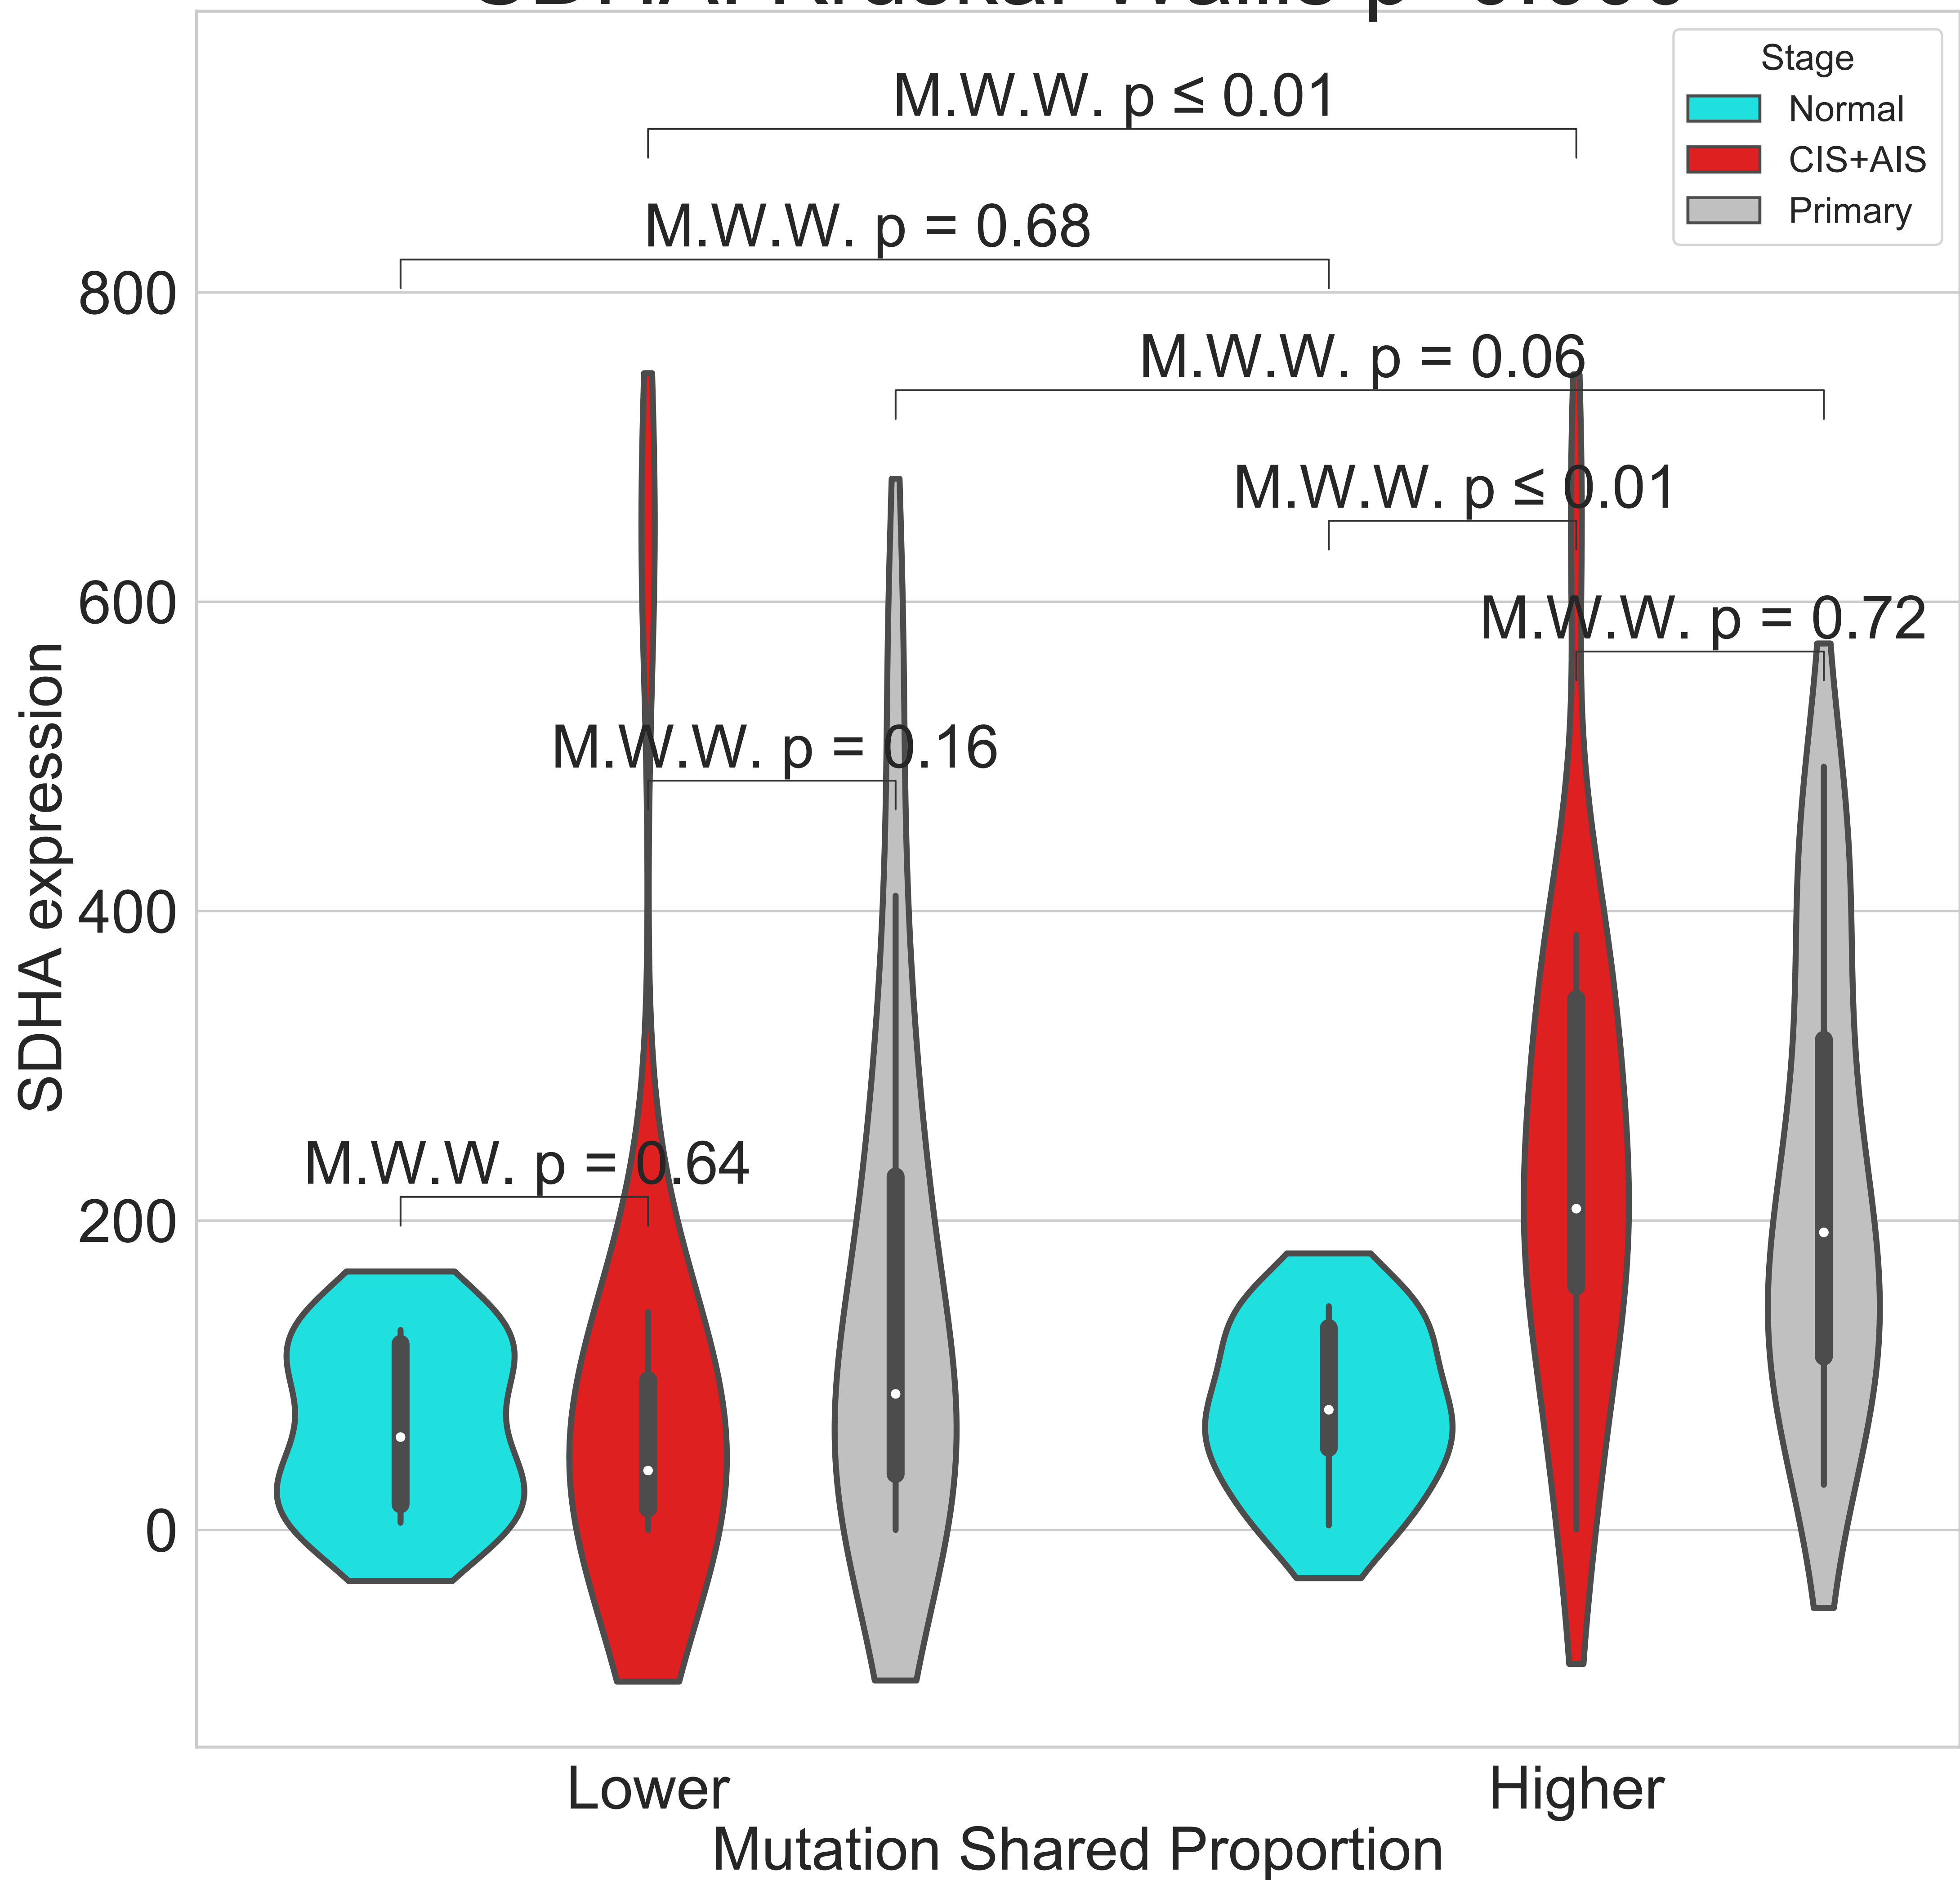 Stage
Normal
CIS+AIS
Primary
M.W.W. p ≤ 0.01
M.W.W. p = 0.68
M.W.W. p = 0.06
M.W.W. p ≤ 0.01
M.W.W. p = 0.72
M.W.W. p = 0.16
M.W.W. p = 0.64
800
600
400
200
0
SDHA expression
Lower
Higher
Mutation Shared Proportion